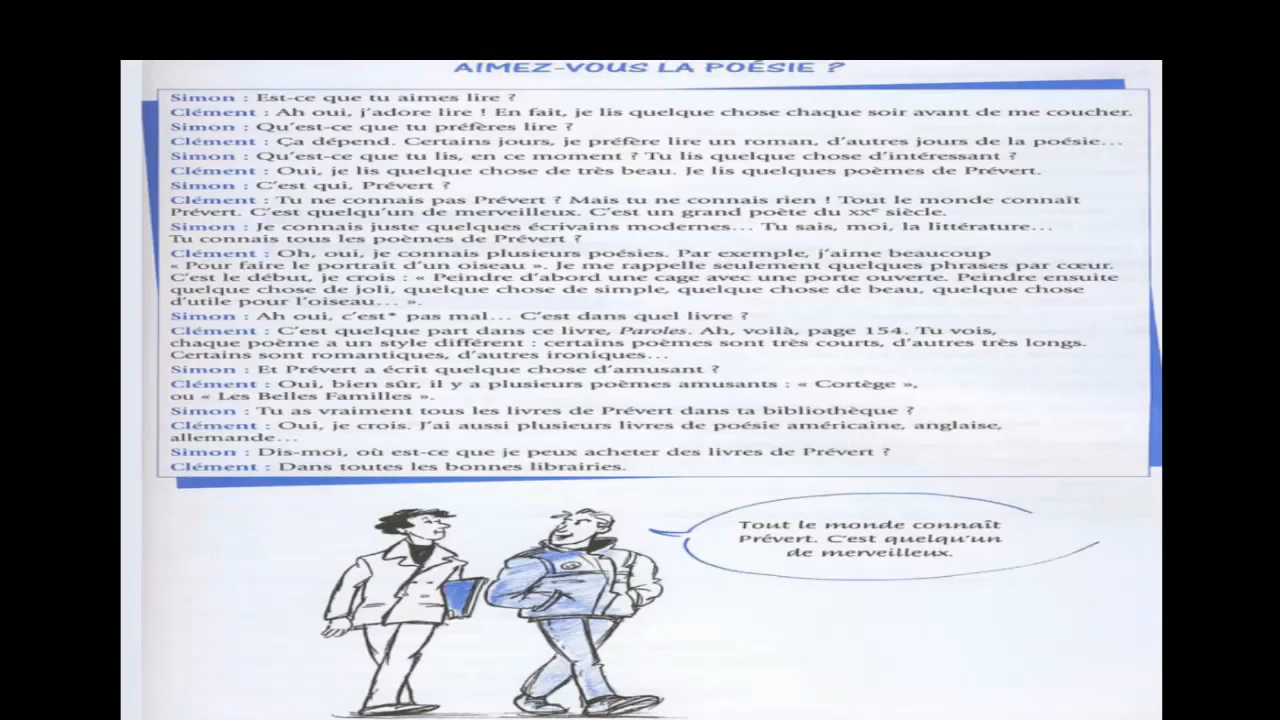 AIMEZ-VOUS LA POÉSIE ?
Simon : Est-ce que tu aimes lire ?
Clément : Ah oui, j'adore lire ! En fait, je lis quelque chose chaque soir avant de me coucher.
Simon : Qu'est-ce que tu préfères lire ?
Clément : Ça dépend. Certains jours, je préfère lire un roman, d'autres jours de la poésie...
Simon : Qu'est-ce que tu lis, en ce moment ? Tu lis quelque chose d'intéressant ?
Clément : Oui, je lis quelque chose de très beau. Je lis quelques poèmes de Prévert.
Simon : C'est qui, Prévert ?
Clément : Tu ne connais pas Prévert ? Mais tu ne connais rien ! Tout le monde connaît
Prévert. C'est quelqu'un de merveilleux. C'est un grand poète du XXe siècle.
Simon : Je connais juste quelques écrivains modernes... Tu sais, moi, la littérature...
Tu connais tous les poèmes de Prévert ?
Clément : Oh, oui, je connais plusieurs poésies. Par exemple, j'aime beaucoup
« Pour faire le portrait d'un oiseau ». Je me rappelle seulement quelques phrases par cœur.
C'est le début, je crois : « Peindre d'abord une cage avec une porte ouverte. Peindre ensuite
quelque chose de joli, quelque chose de simple, quelque chose de beau, quelque chose
d'utile pour l'oiseau... ».
Simon : Ah oui, c'est* pas mal... C'est dans quel livre ?
Clément : C'est quelque part dans ce livre, Paroles. Ah, voilà, page 154. Tu vois,
chaque poème a un style différent : certains poèmes sont très courts, d'autres très longs.
Certains sont romantiques, d'autres ironiques...
Simon : Et Prévert a écrit quelque chose d'amusant ?
Clément : Oui, bien sûr, il y a plusieurs poèmes amusants : « Cortège »,
ou « Les Belles Familles ».
Simon : Tu as vraiment tous les livres de Prévert dans ta bibliothèque ?
Clément : Oui, je crois. J'ai aussi plusieurs livres de poésie américaine, anglaise,
allemande...
Simon : Dis-moi, où est-ce que je peux acheter des livres de Prévert ?
Clément : Dans toutes les bonnes librairies.
Tout le monde connaît
Prévert. C'est quelqu'un
de merveilleux.